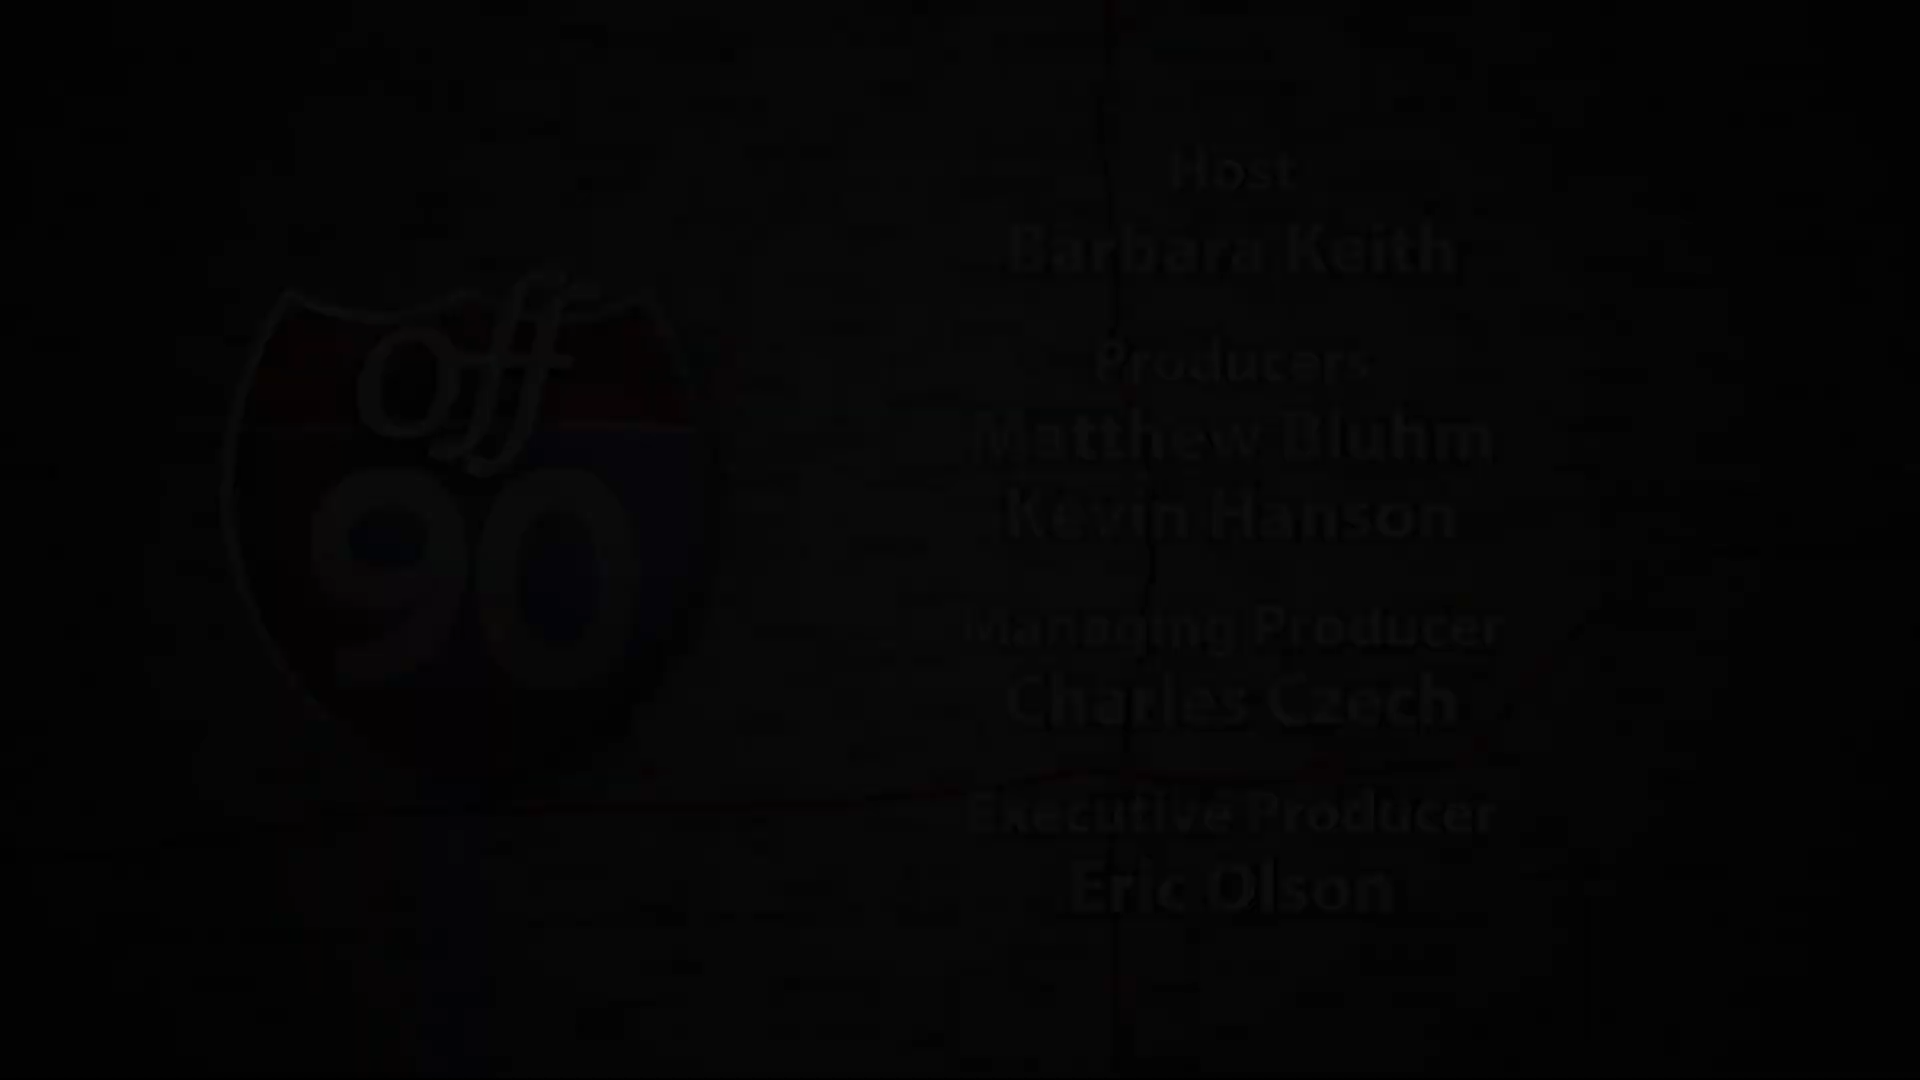 Off
90
Host
Barbara Keith
Producers
Matthew Bluhm
Kevin Hanson
Managing Producer
Charles Czech
Executive Producer
Eric Olson